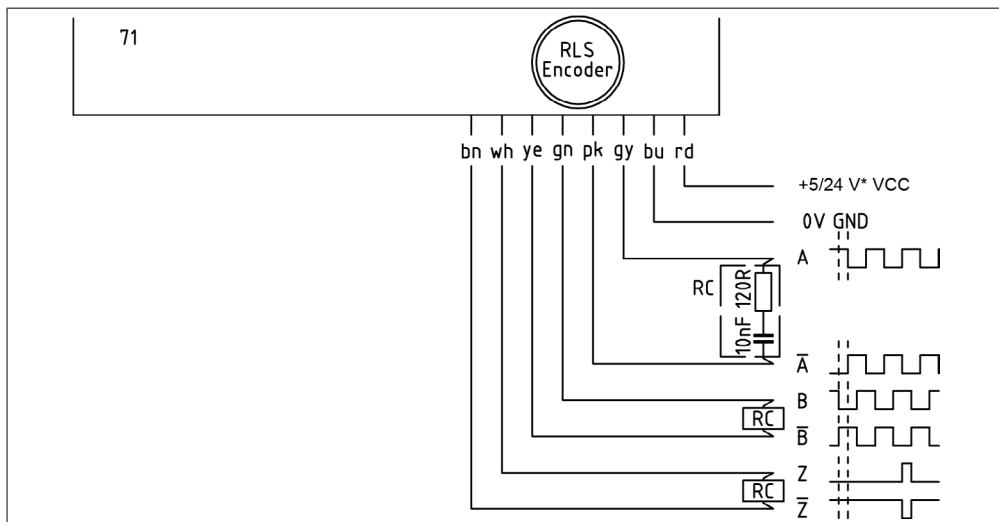 71
RLS
Encoder
bn wh ye gn pk gy bu rd
+5/24 V* VCC
0V GND
A
RC
120R
10nF
A̅
B
RC
B̅
Z
RC
Z̅